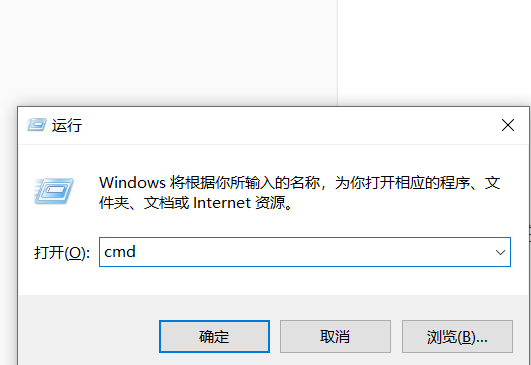 运行
Windows 将根据你所输入的名称，为你打开相应的程序、文
件夹、文档或 Internet 资源。
打开(O): cmd
确定 取消 浏览(B)...